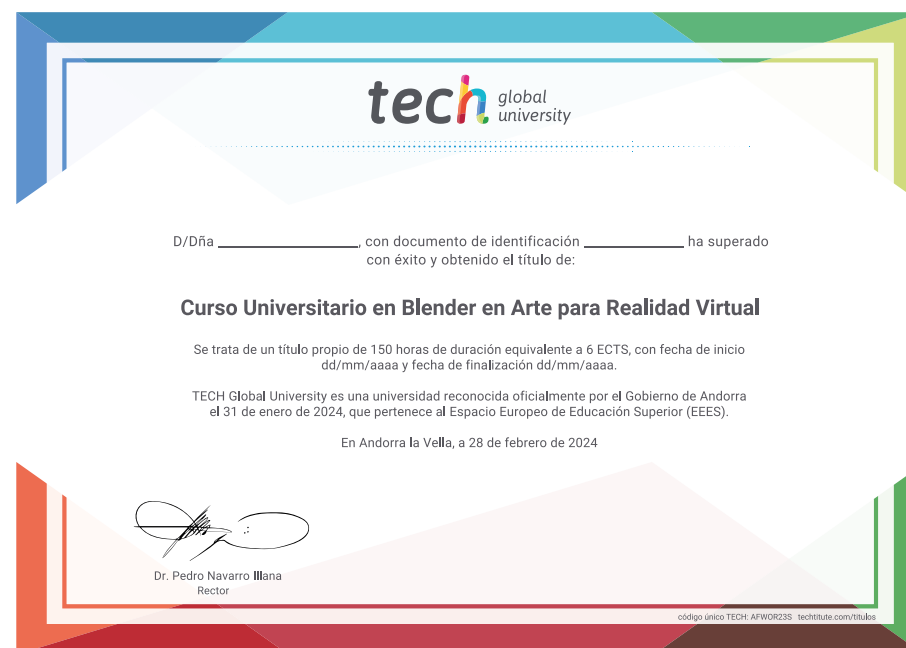 tech global university
D/Dña ____________________, con documento de identificación ______________ ha superado
con éxito y obtenido el título de:
Curso Universitario en Blender en Arte para Realidad Virtual
Se trata de un título propio de 150 horas de duración equivalente a 6 ECTS, con fecha de inicio
dd/mm/aaaa y fecha de finalización dd/mm/aaaa.
TECH Global University es una universidad reconocida oficialmente por el Gobierno de Andorra
el 31 de enero de 2024, que pertenece al Espacio Europeo de Educación Superior (EEES).
En Andorra la Vella, a 28 de febrero de 2024
Dr. Pedro Navarro Illana
Rector
código único TECH: AFWOR23S techtitute.com/titulos